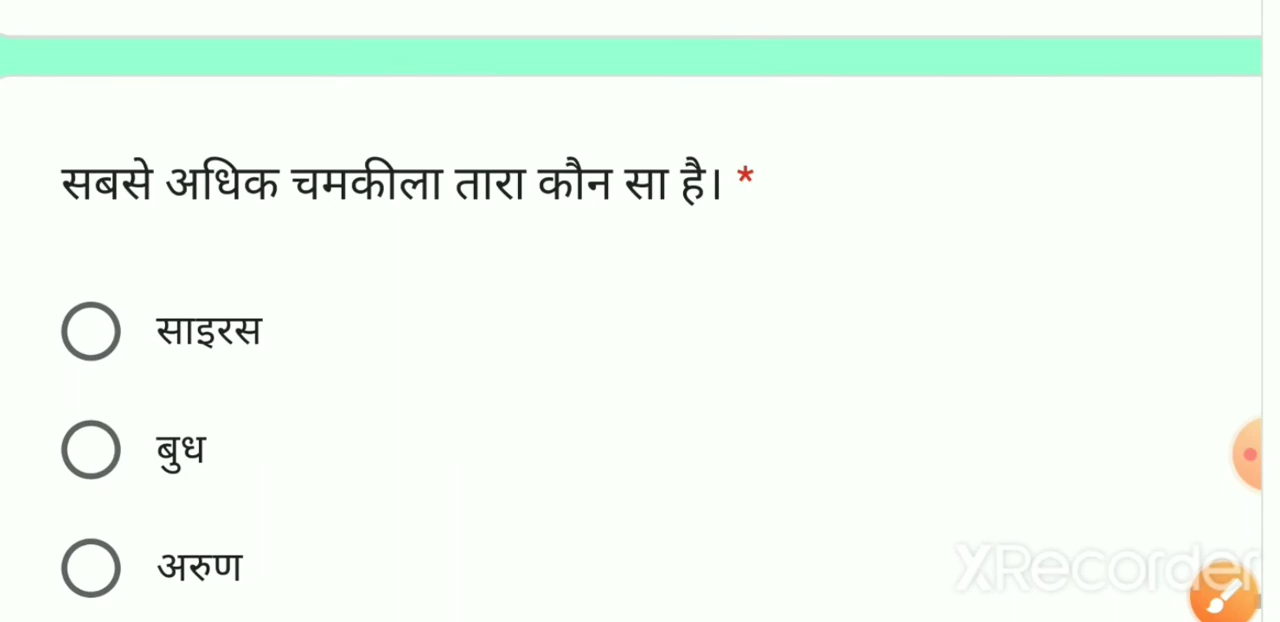 सबसे अधिक चमकीला तारा कौन सा है। *
साइरस
बुध
अरुण
XRecorder